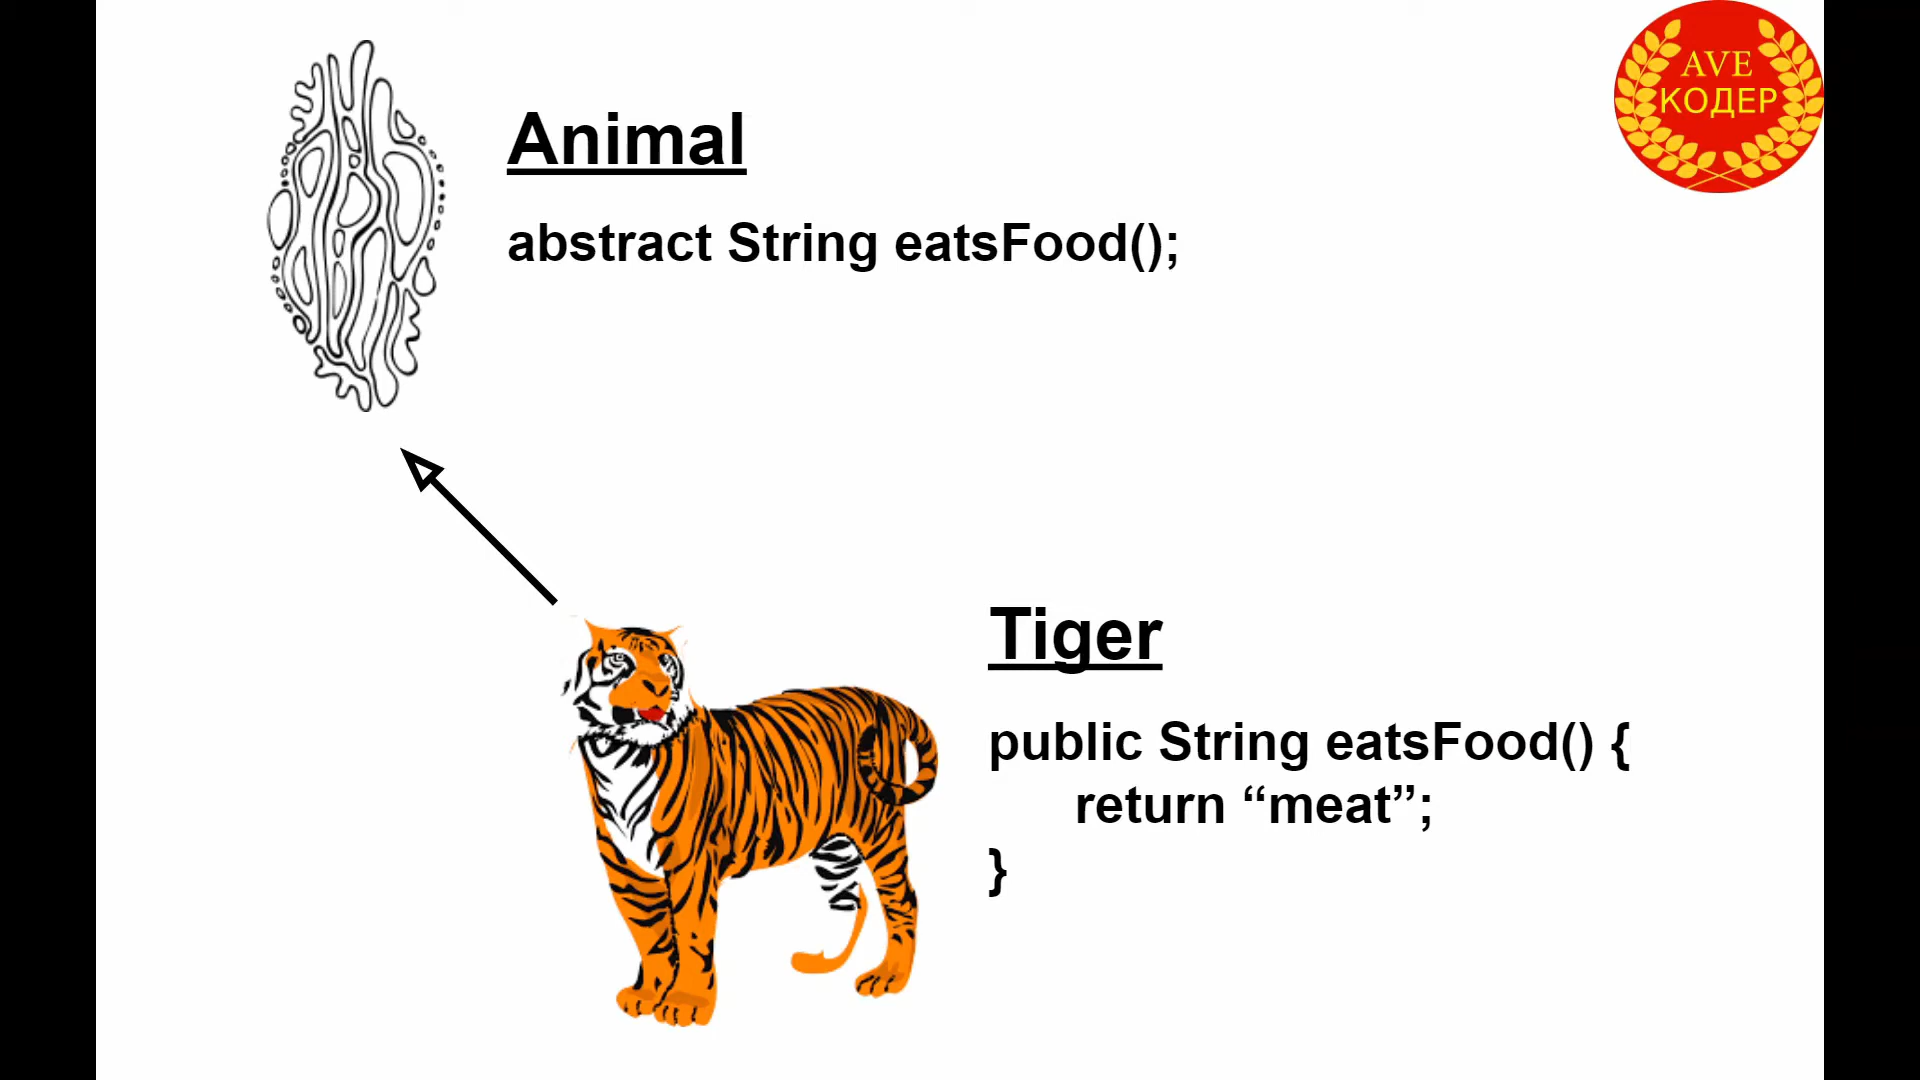 AVE
КОДЕР
Animal
abstract String eatsFood();
Tiger
public String eatsFood() {
return “meat”;
}